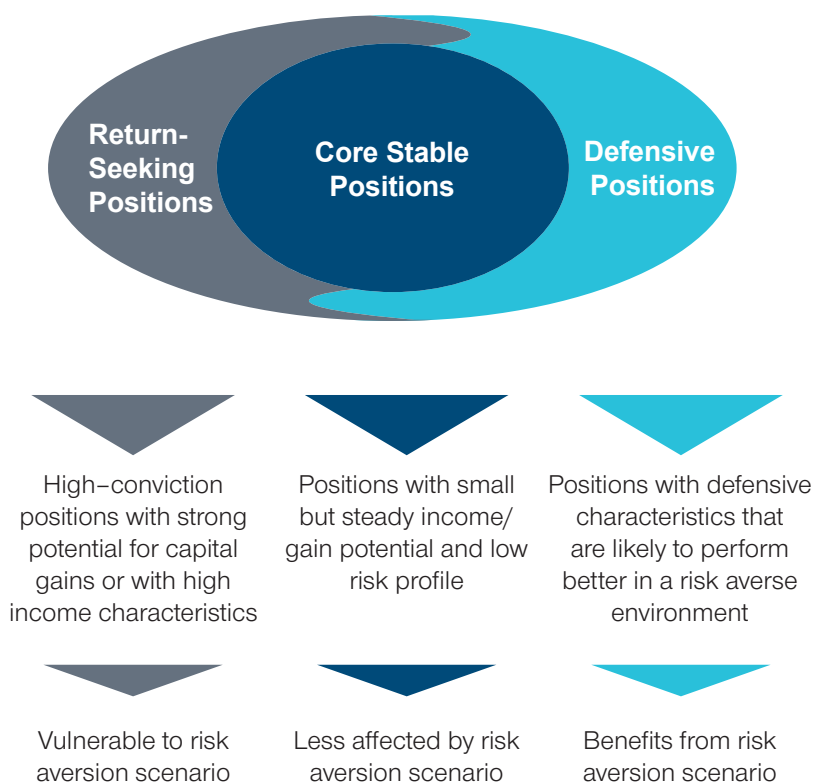 Return-
Seeking
Positions
Core Stable
Positions
Defensive
Positions
High–conviction
positions with strong
potential for capital
gains or with high
income characteristics
Positions with small
but steady income/
gain potential and low
risk profile
Positions with defensive
characteristics that
are likely to perform
better in a risk averse
environment
Vulnerable to risk
aversion scenario
Less affected by risk
aversion scenario
Benefits from risk
aversion scenario